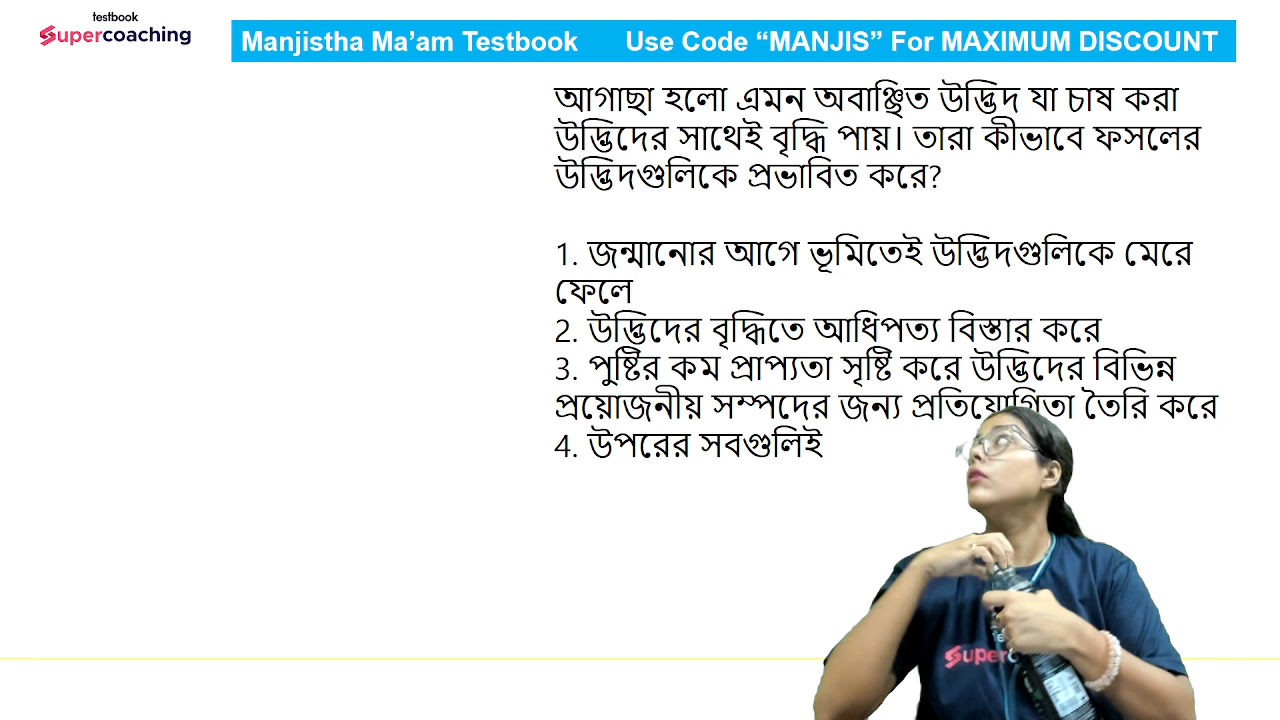 testbook
Supercoaching
Manjistha Ma’am Testbook Use Code “MANJIS” For MAXIMUM DISCOUNT
আগাছা হলো এমন অবাঞ্ছিত উদ্ভিদ যা চাষ করা
উদ্ভিদের সাথেই বৃদ্ধি পায়। তারা কীভাবে ফসলের
উদ্ভিদগুলিকে প্রভাবিত করে?
1. জন্মানোর আগে ভূমিতেই উদ্ভিদগুলিকে মেরে
ফেলে
2. উদ্ভিদের বৃদ্ধিতে আধিপত্য বিস্তার করে
3. পুষ্টির কম প্রাপ্যতা সৃষ্টি করে উদ্ভিদের বিভিন্ন
প্রয়োজনীয় সম্পদের জন্য প্রতিযোগিতা তৈরি করে
4. উপরের সবগুলিই